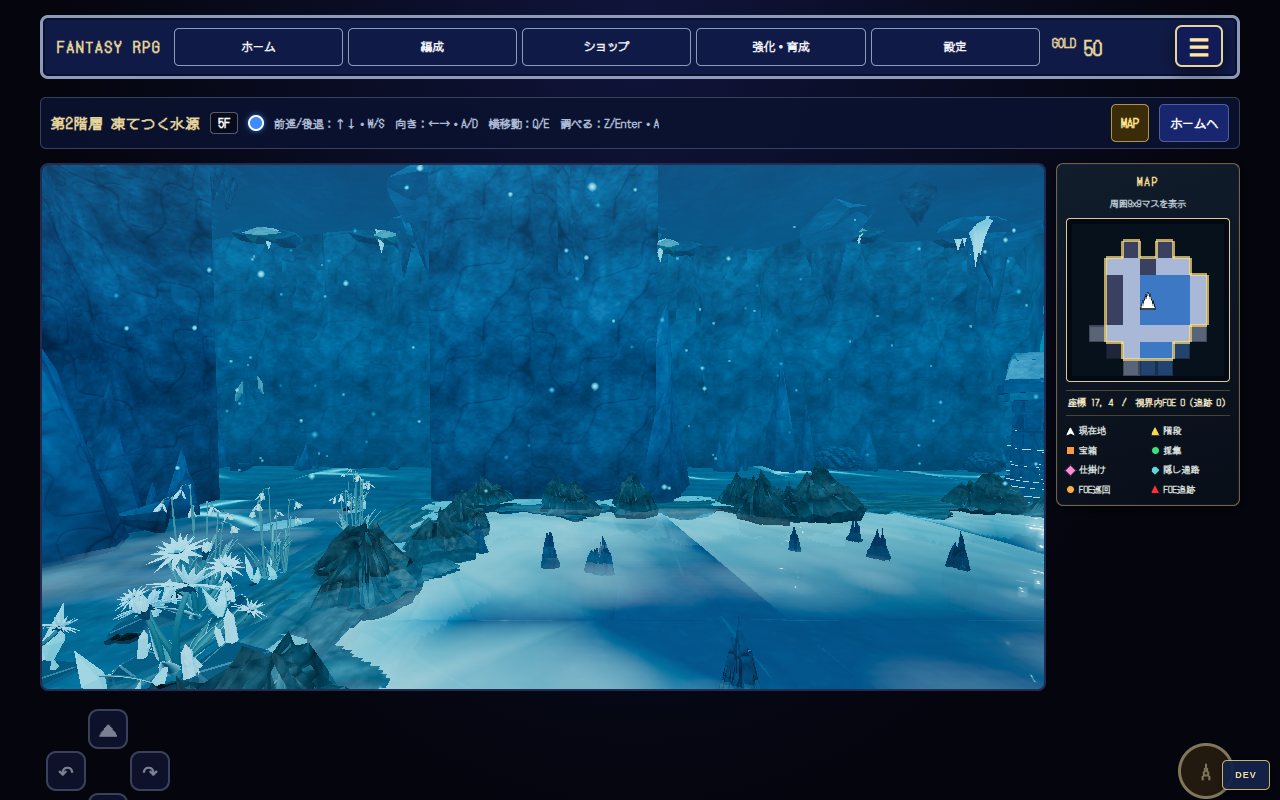 FANTASY RPG
ホーム
編成
ショップ
強化・育成
設定
GOLD 50
第2階層 凍てつく水源
5F
前進/後退：↑↓・W/S 向き：←→・A/D 横移動：Q/E 調べる：Z/Enter・A
MAP
ホームへ
MAP
周囲9x9マスを表示
座標 17, 4 / 視界内FOE 0（追跡 0）
現在地
階段
宝箱
採集
仕掛け
隠し通路
FOE巡回
FOE追跡
A
DEV